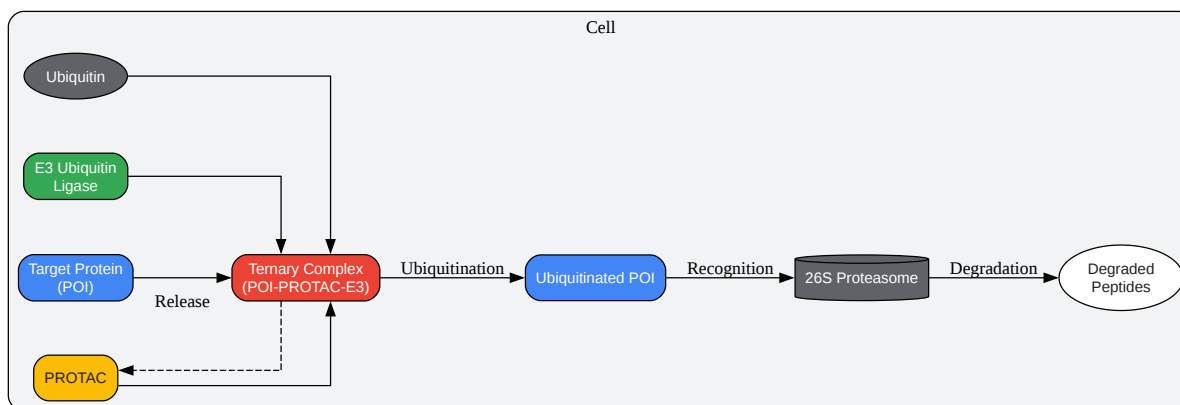 Cell
Ubiquitin
E3 Ubiquitin
Ligase
Target Protein
(POI)
Release
PROTAC
Ternary Complex
(POI-PROTAC-E3)
Ubiquitination
Ubiquitinated POI
Recognition
26S Proteasome
Degradation
Degraded
Peptides